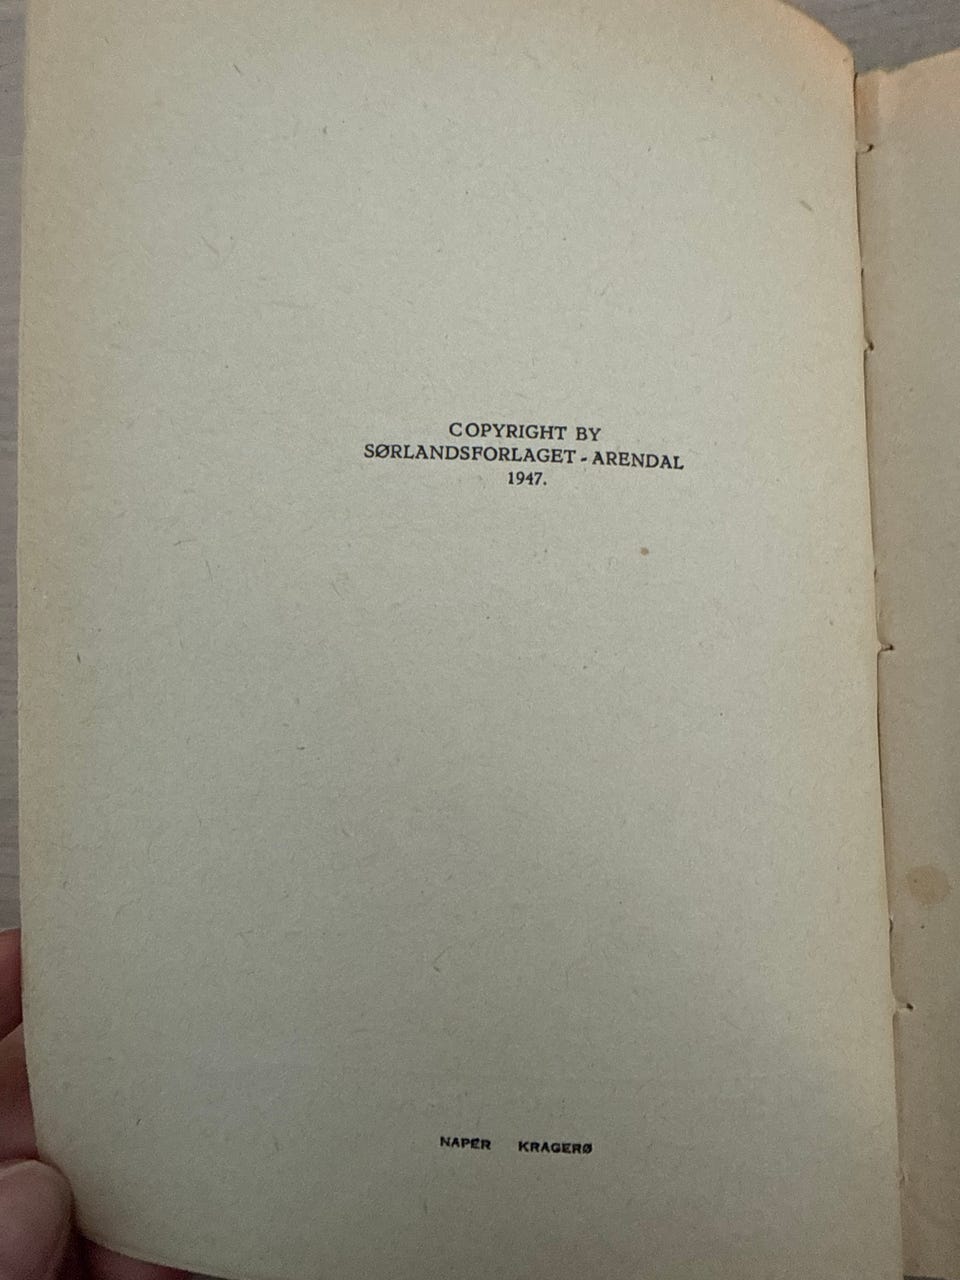 COPYRIGHT BY
SØRLANDSFORLAGET - ARENDAL
1947.
NAPER KRAGERØ